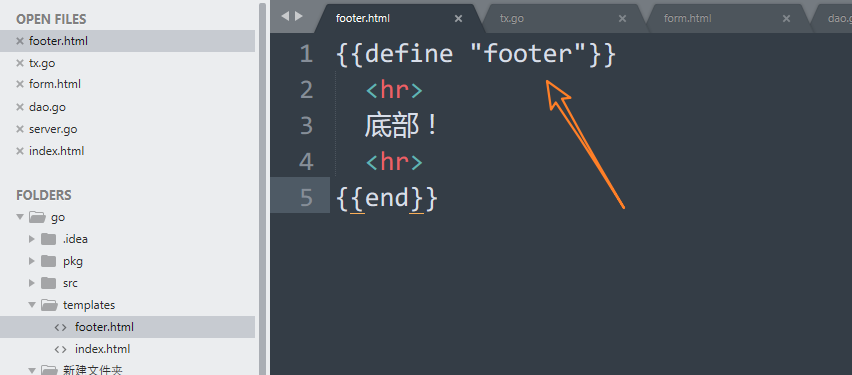 OPEN FILES
footer.html
tx.go
form.html
dao.go
server.go
index.html
FOLDERS
go
.idea
pkg
src
templates
footer.html
index.html
新建文件夹
footer.html
tx.go
form.html
dao.g
1 {{define "footer"}}
2 <hr>
3 底部！
4 <hr>
5 {{end}}